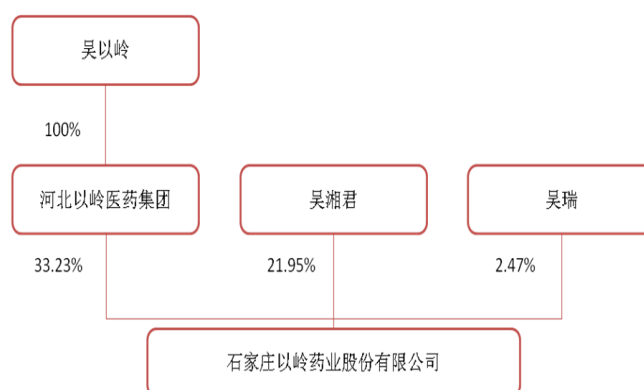 吴以岭
100%
河北以岭医药集团
吴湘君
吴瑞
33.23%
21.95%
2.47%
石家庄以岭药业股份有限公司